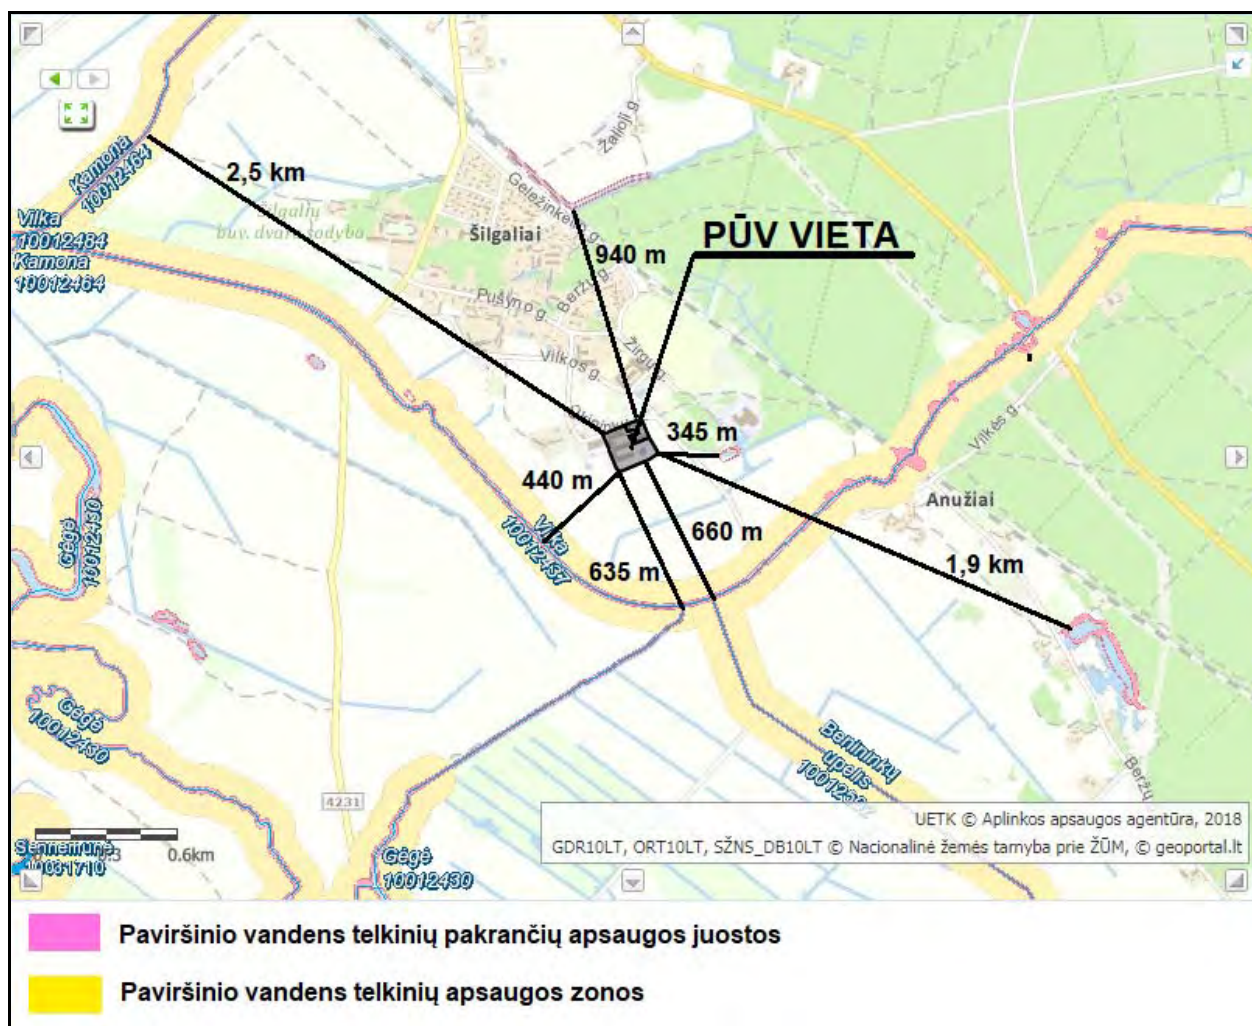 Kamona
10012464
2,5 km
Žalioji g.
Geležinkelio g.
Vilka
10012484
Kamona
10012464
Šilgalių
buv. dvaro sodyba
Šilgaliai
940 m
PŪV VIETA
Beržų g.
Pušyno g.
Žirgų g.
Vilkos g.
345 m
Vilkės g.
440 m
Gėgė
10012430
Anužiai
Vilka
10012437
660 m
635 m
1,9 km
Gėgė
10012430
Benininkų
upelis
Beržų
4231
UETK © Aplinkos apsaugos agentūra, 2018
0.6km
GDR10LT, ORT10LT, SŽNS_DB10LT © Nacionalinė žemės tarnyba prie ŽŪM, © geoportal.lt
Gėgė
10012430
Paviršinio vandens telkinių pakrančių apsaugos juostos
Paviršinio vandens telkinių apsaugos zonos